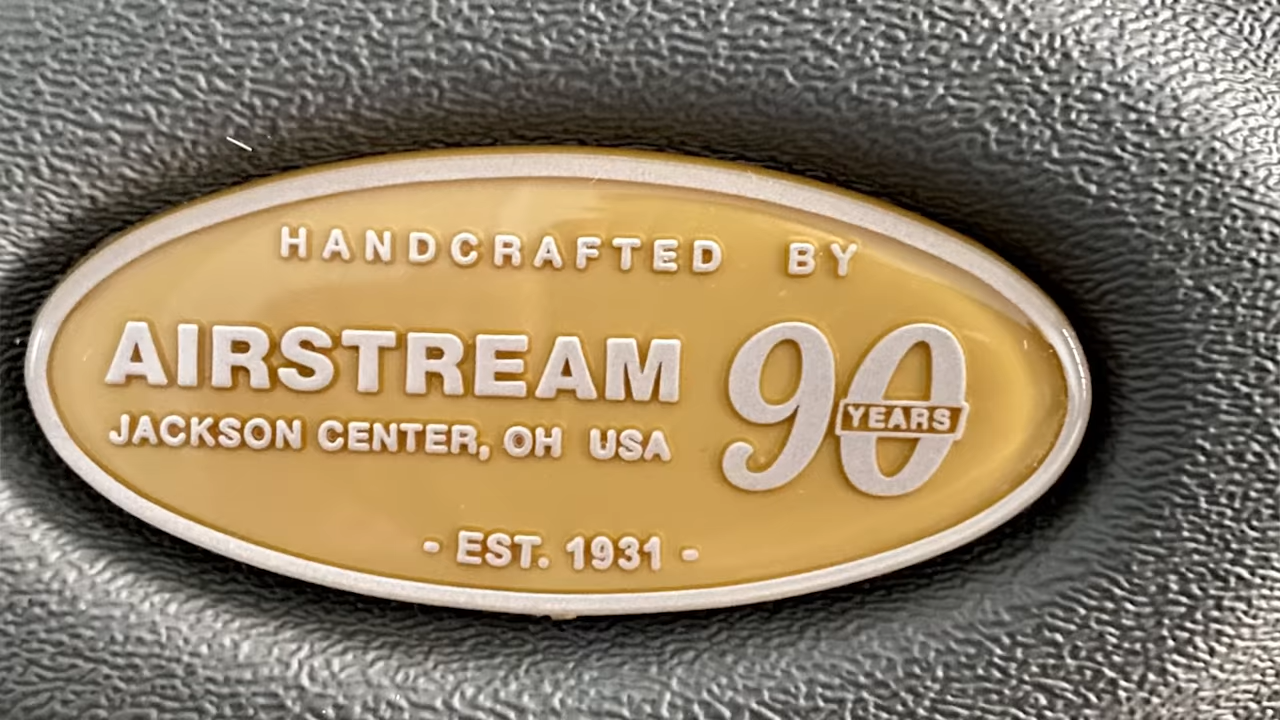 HANDCRAFTED BY
AIRSTREAM
JACKSON CENTER, OH USA
90
YEARS
- EST. 1931 -